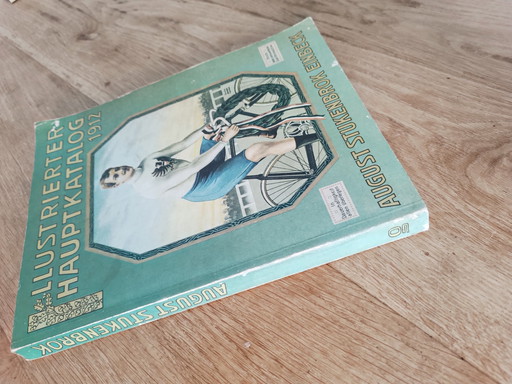 ILLUSTRIERTER
HAUPTKATALOG
1912
AUGUST STUKENBROK EINBECK
AUGUST STUKENBROK